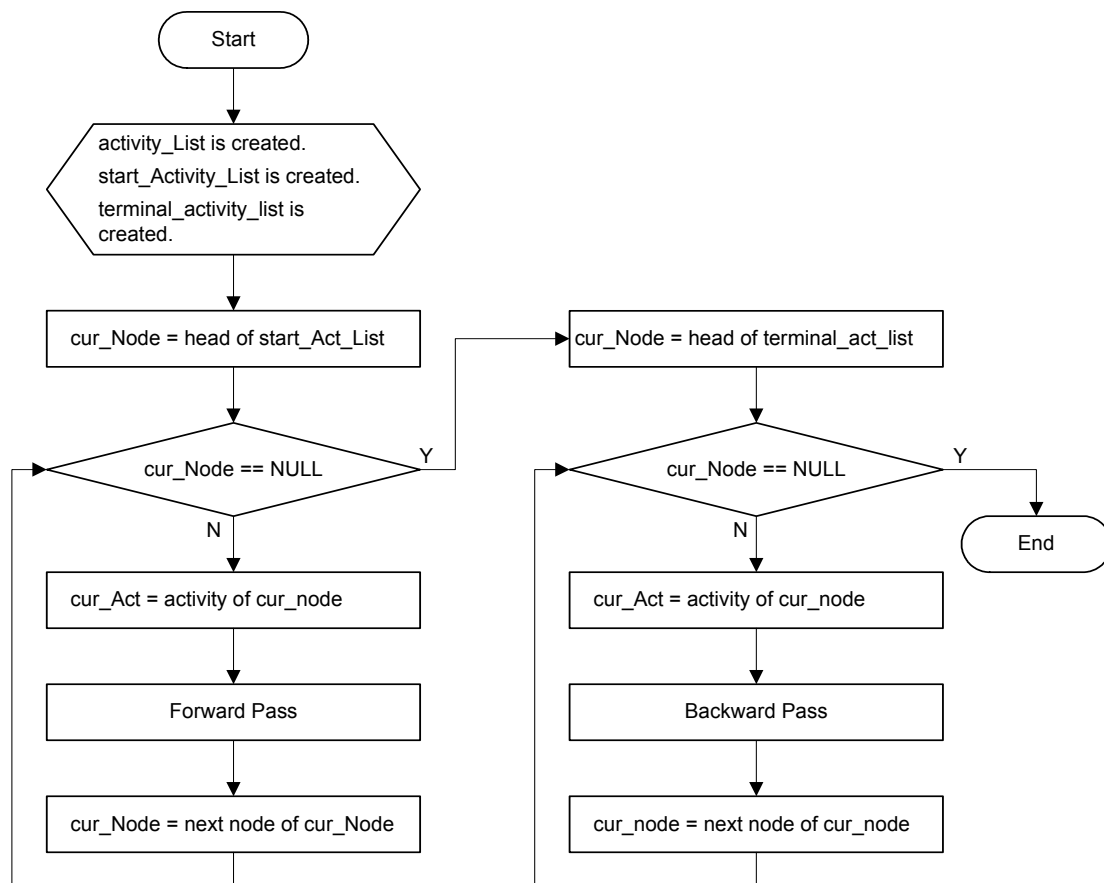 Start
activity_List is created.
start_Activity_List is created.
terminal_activity_list is
created.
cur_Node = head of start_Act_List
cur_Node == NULL
Y
N
cur_Act = activity of cur_node
Forward Pass
cur_Node = next node of cur_Node
cur_Node = head of terminal_act_list
cur_Node == NULL
Y
N
End
cur_Act = activity of cur_node
Backward Pass
cur_node = next node of cur_node